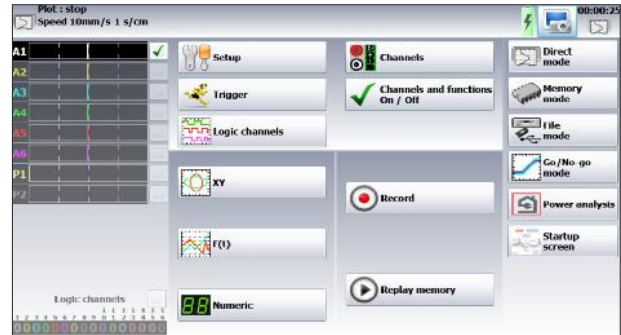 Plot : stop
Speed 10mm/s-1 s/cm
00:00:25
A1
A2
A3
A4
A5
A6
P1
P2
Setup
Trigger
Logic channels
Channels
Channels and functions
On / Off
XY
F(t)
Numeric
Record
Replay memory
Direct
mode
Memory
mode
File
mode
Go/No-go
mode
Power analysis
Startup
screen
Logic channels